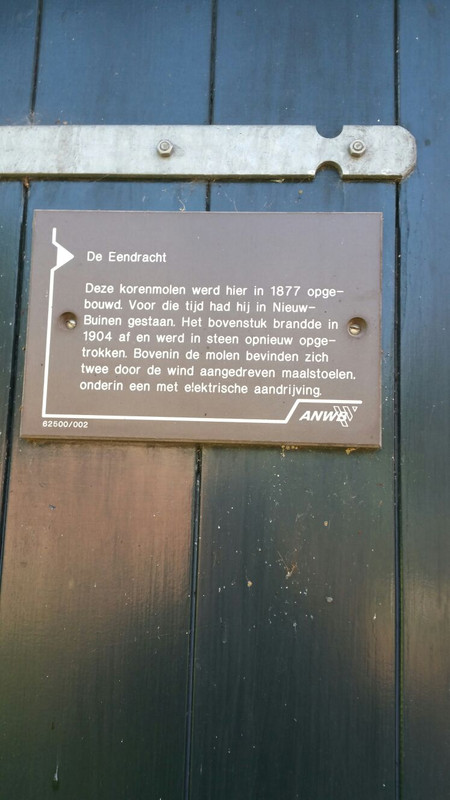 De Eendracht
Deze korenmolen werd hier in 1877 opge-
bouwd. Voor die tijd had hij in Nieuw-
Buinen gestaan. Het bovenstuk brandde in
1904 af en werd in steen opnieuw opge-
trokken. Bovenin de molen bevinden zich
twee door de wind aangedreven maalstoelen,
onderin een met elektrische aandrijving.
ANWB
62500/002